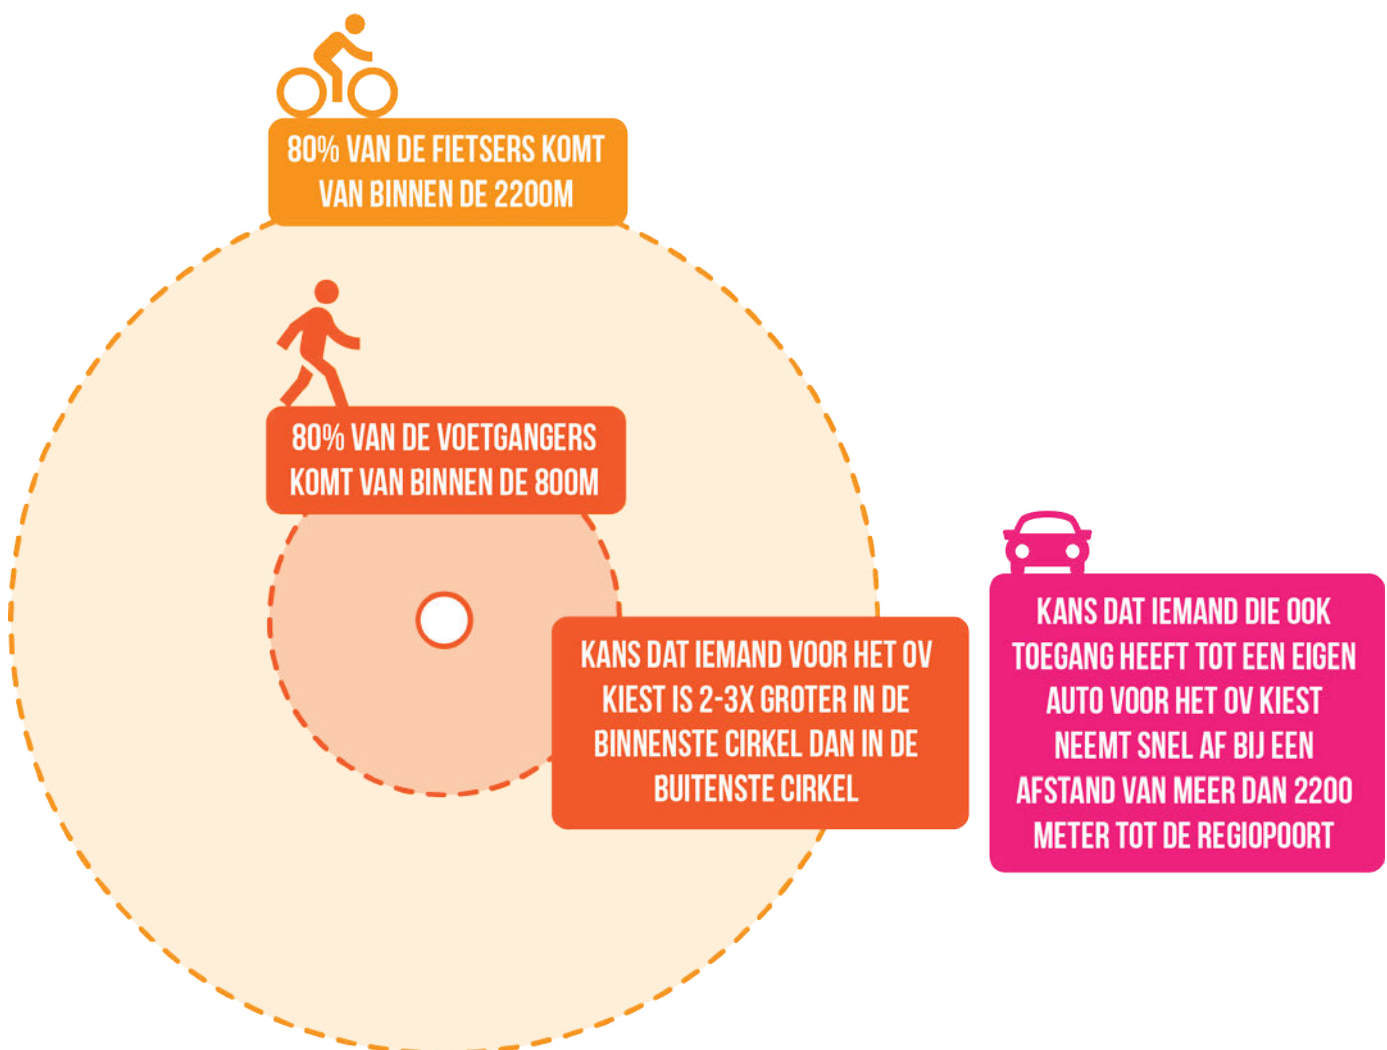 80% VAN DE FIETSERS KOMT
VAN BINNEN DE 2200M
80% VAN DE VOETGANGERS
KOMT VAN BINNEN DE 800M
KANS DAT IEMAND VOOR HET OV
KIEST IS 2-3X GROTER IN DE
BINNENSTE CIRKEL DAN IN DE
BUITENSTE CIRKEL
KANS DAT IEMAND DIE OOK
TOEGANG HEEFT TOT EEN EIGEN
AUTO VOOR HET OV KIEST
NEEMT SNEL AF BIJ EEN
AFSTAND VAN MEER DAN 2200
METER TOT DE REGIOPOORT